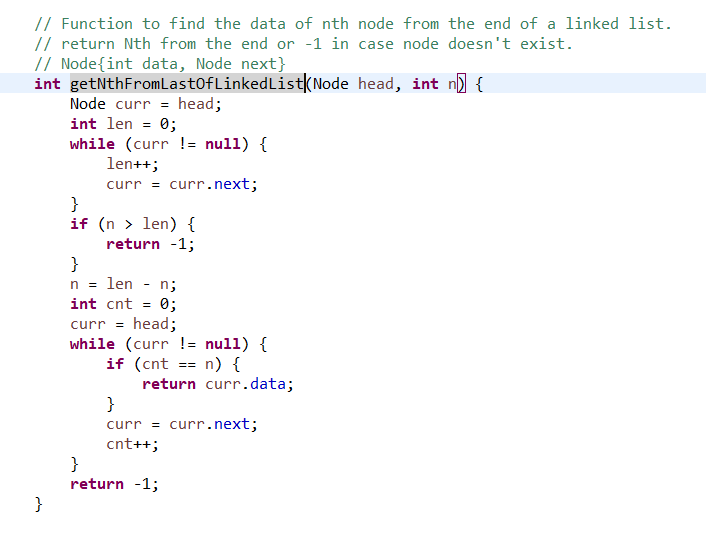 // Function to find the data of nth node from the end of a linked list.
// return Nth from the end or -1 in case node doesn't exist.
// Node{int data, Node next}
int getNthFromLastOfLinkedList(Node head, int n) {
    Node curr = head;
    int len = 0;
    while (curr != null) {
        len++;
        curr = curr.next;
    }
    if (n > len) {
        return -1;
    }
    n = len - n;
    int cnt = 0;
    curr = head;
    while (curr != null) {
        if (cnt == n) {
            return curr.data;
        }
        curr = curr.next;
        cnt++;
    }
    return -1;
}